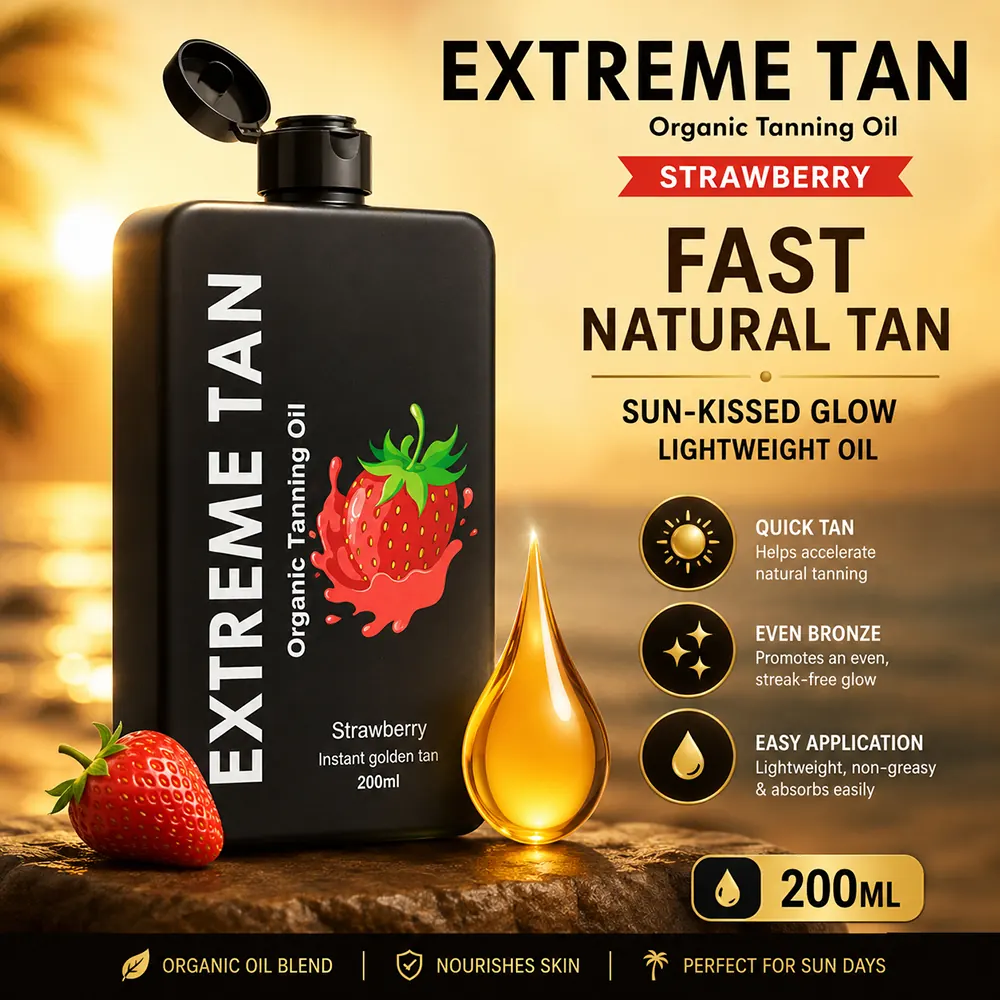 EXTREME TAN
Organic Tanning Oil
STRAWBERRY
FAST
NATURAL TAN
SUN-KISSED GLOW
LIGHTWEIGHT OIL
QUICK TAN
Helps accelerate
natural tanning
EVEN BRONZE
Promotes an even,
streak-free glow
EASY APPLICATION
Lightweight, non-greasy
& absorbs easily
200ML
EXTREME TAN
Organic Tanning Oil
Strawberry
Instant golden tan
200ml
ORGANIC OIL BLEND
NOURISHES SKIN
PERFECT FOR SUN DAYS